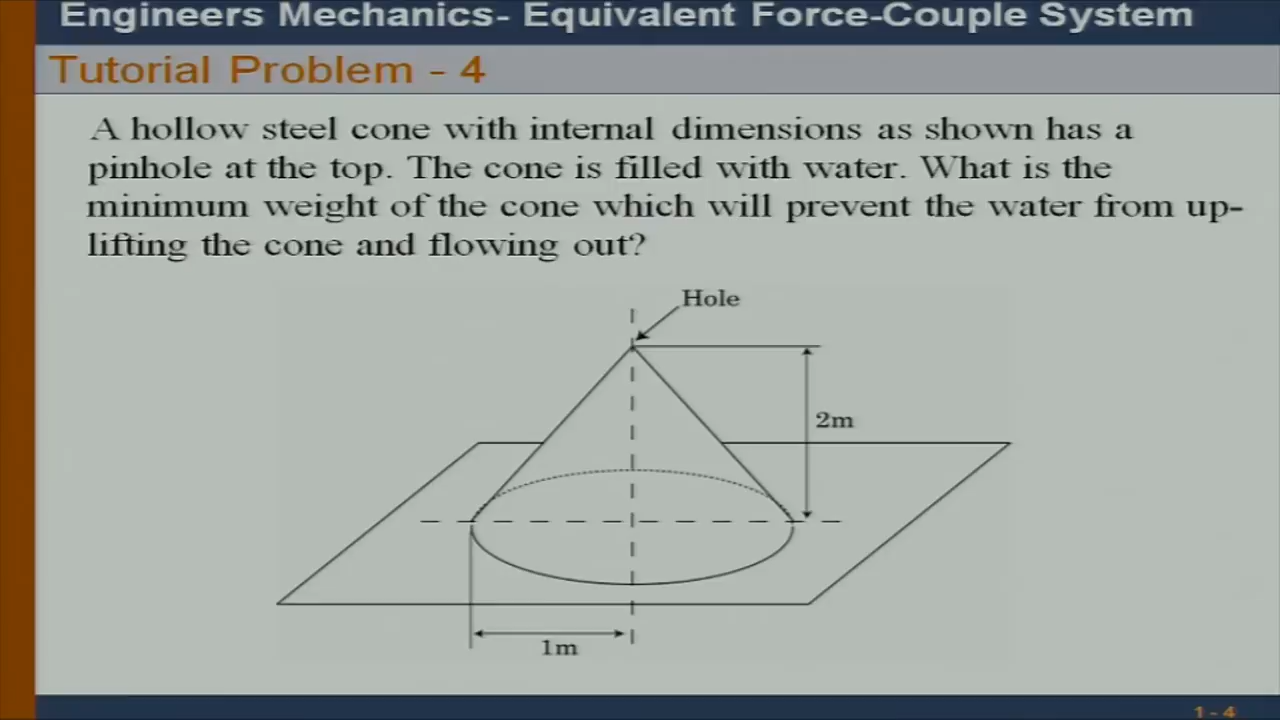 Engineers Mechanics- Equivalent Force-Couple System
Tutorial Problem - 4
A hollow steel cone with internal dimensions as shown has a
pinhole at the top. The cone is filled with water. What is the
minimum weight of the cone which will prevent the water from up-
lifting the cone and flowing out?
Hole
2m
1m
1 - 4